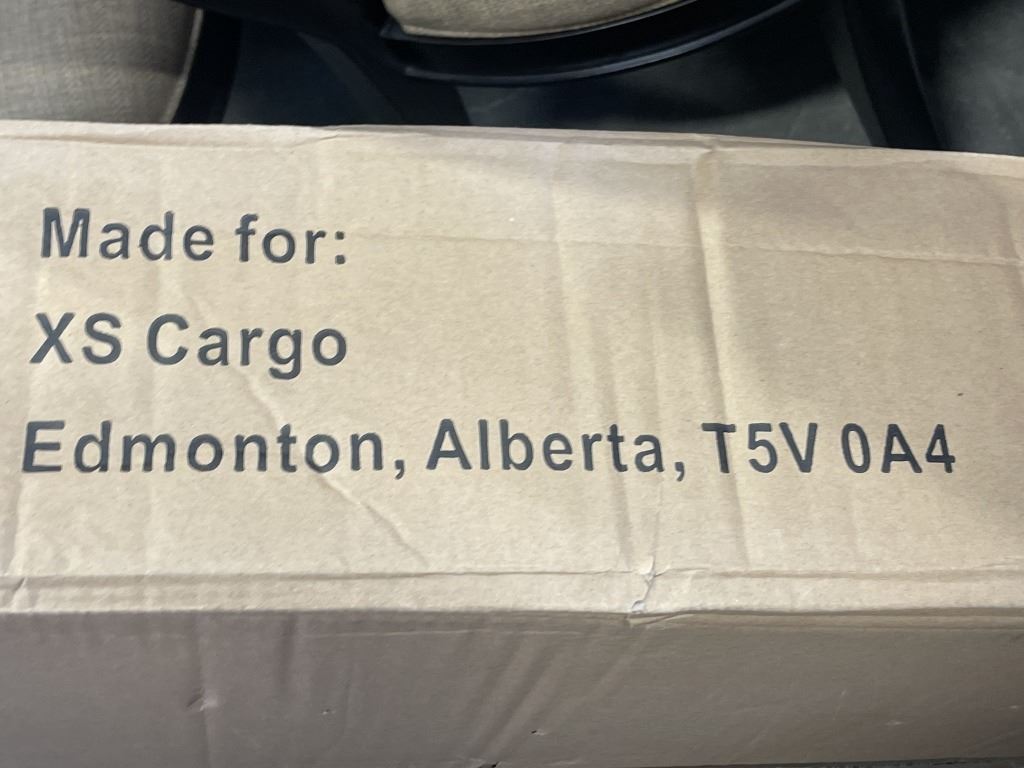 Made for:
XS Cargo
Edmonton, Alberta, T5V 0A4